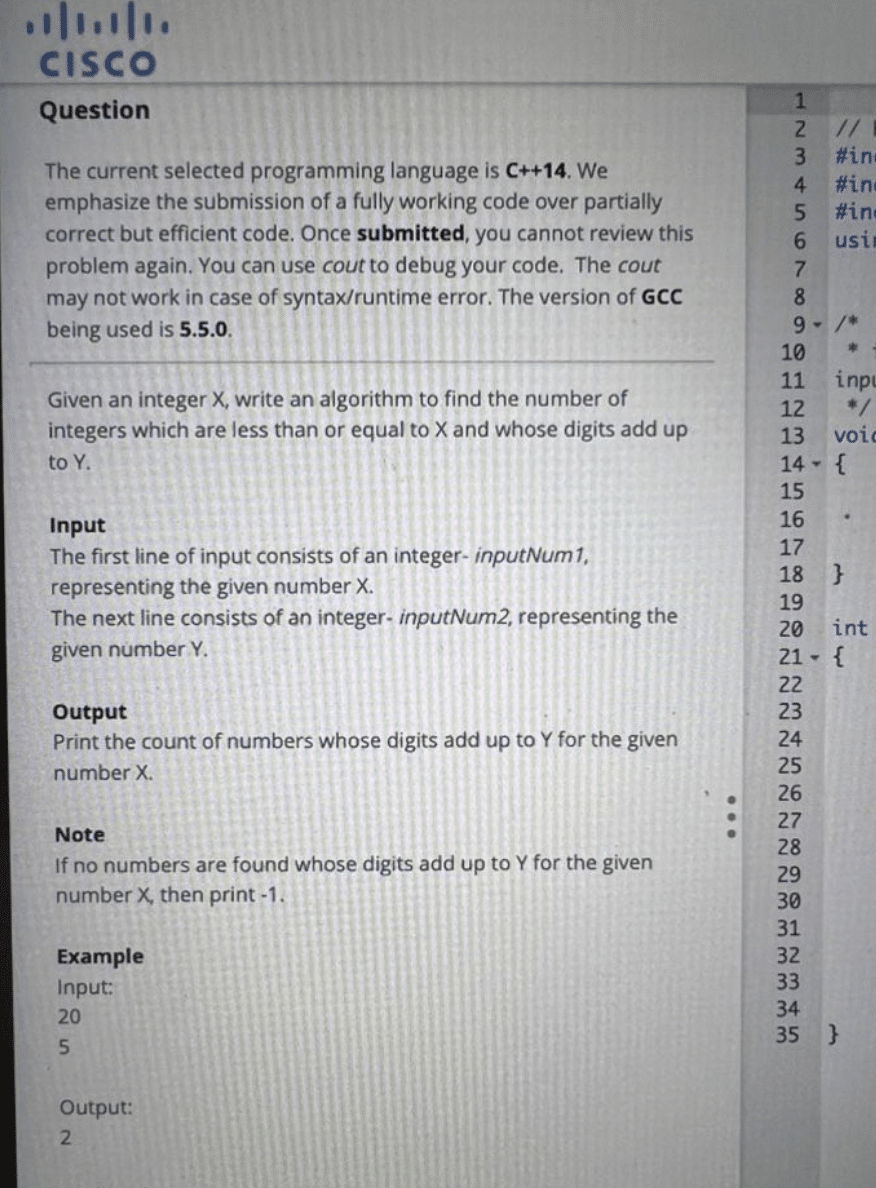 CISCO
Question
The current selected programming language is C++14. We
emphasize the submission of a fully working code over partially
correct but efficient code. Once submitted, you cannot review this
problem again. You can use cout to debug your code. The cout
may not work in case of syntax/runtime error. The version of GCC
being used is 5.5.0.
Given an integer X, write an algorithm to find the number of
integers which are less than or equal to X and whose digits add up
to Y.
Input
The first line of input consists of an integer- inputNum1,
representing the given number X.
The next line consists of an integer- inputNum2, representing the
given number Y.
Output
Print the count of numbers whose digits add up to Y for the given
number X.
Note
If no numbers are found whose digits add up to Y for the given
number X, then print -1.
Example
Input:
20
5
Output:
2
1
2 //
3 #in
4 #in
5 #in
6 usi
7
8
9 /*
10 *
11 inp
12 */
13 voi
14 {
15
16
17
18 }
19
20 int
21 {
22
23
24
25
26
27
28
29
30
31
32
33
34
35 }